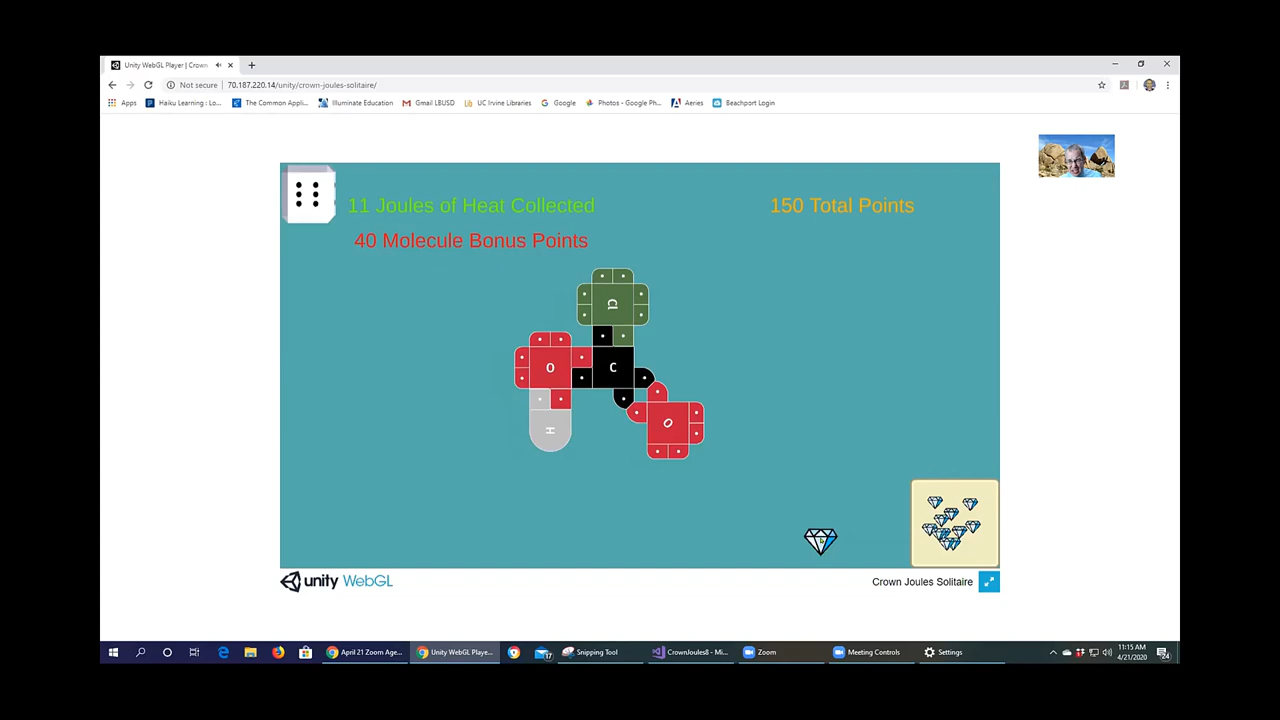 Unity WebGL Player | Crown
Not secure | 70.187.220.14/unity/crown-joules-solitaire/
Apps Haiku Learning : Lo... The Common Appli... Illuminate Education Gmail LBUSD UC Irvine Libraries Google Photos - Google Ph... Aeries Beachport Login
11 Joules of Heat Collected
150 Total Points
40 Molecule Bonus Points
Cl
O
C
H
O
unity WebGL
Crown Joules Solitaire
April 21 Zoom Age... Unity WebGL Playe... 17 Snipping Tool CrownJoules8 - Mi... Zoom Meeting Controls Settings
11:15 AM
4/21/2020
24